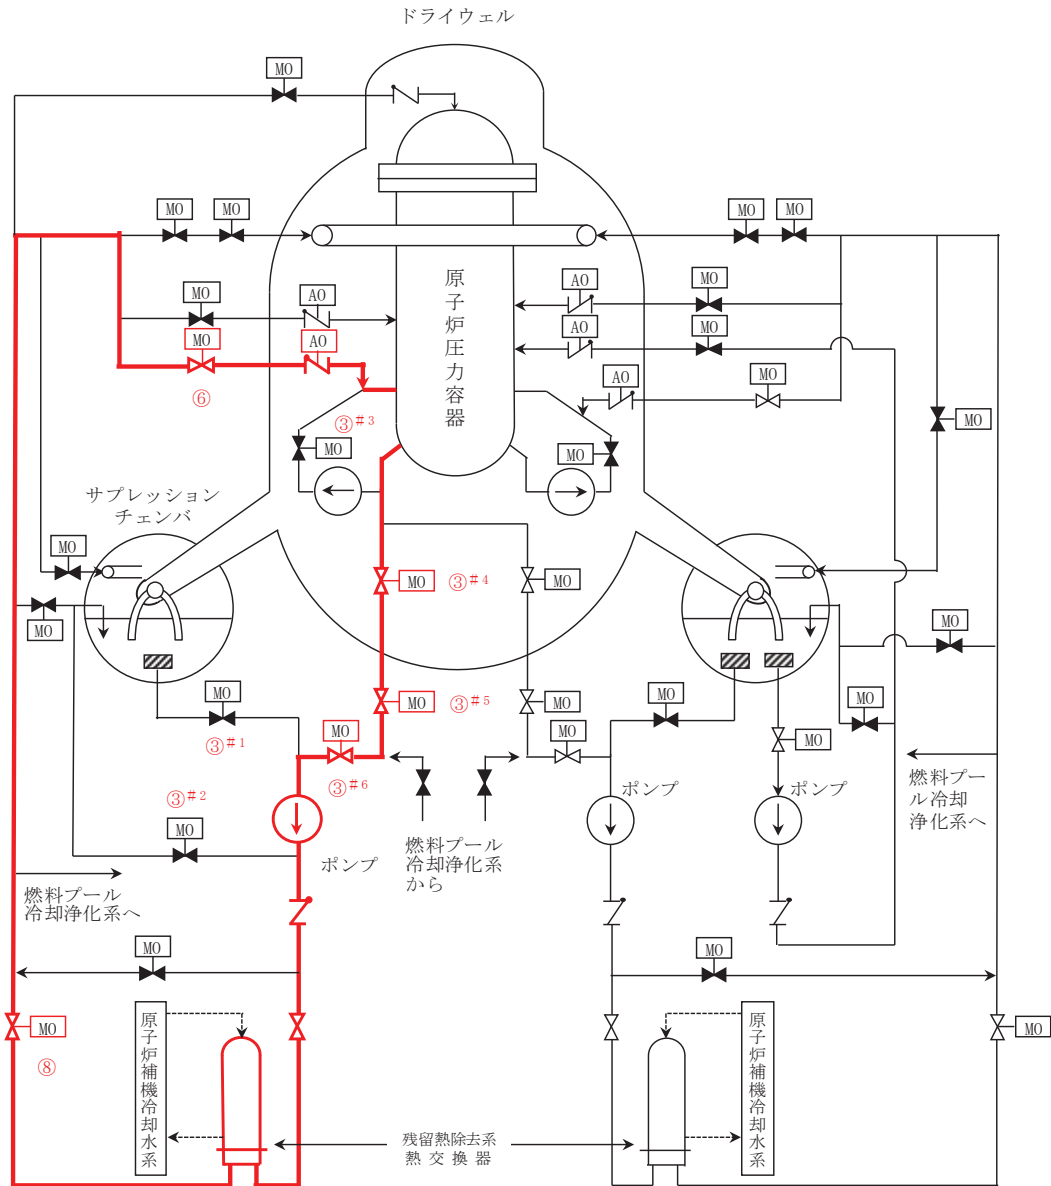 ドライウェル
MO
MO
MO
MO
MO
MO
AO
MO
AO
⑥
③#3
MO
原子炉圧力容器
AO
MO
AO
MO
AO
MO
MO
MO
サプレッション
チェンバ
MO
MO
MO
③#4
MO
MO
③#5
MO
MO
③#1
MO
③#6
MO
MO
MO
MO
MO
③#2
MO
ポンプ
ポンプ
ポンプ
燃料プール
冷却浄化系
から
燃料プー
ル冷却
浄化系へ
燃料プール
冷却浄化系へ
MO
MO
MO
⑧
MO
原子炉補機冷却水系
原子炉補機冷却水系
残留熱除去系
熱交換器